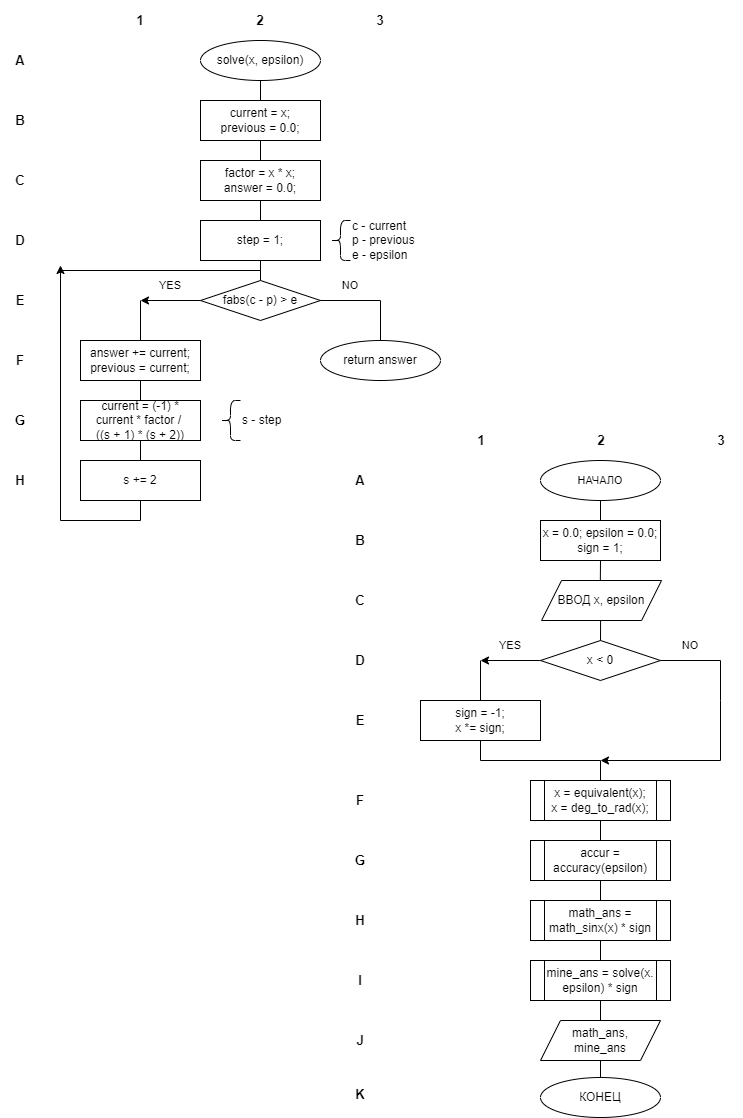 1 2 3
A
solve(x, epsilon)
B
current = x;
previous = 0.0;
C
factor = x * x;
answer = 0.0;
D
step = 1;
c - current
p - previous
e - epsilon
YES
NO
E
fabs(c - p) > e
F
answer += current;
previous = current;
return answer
G
current = (-1) *
current * factor /
((s + 1) * (s + 2))
s - step
H
s += 2
1 2 3
A
НАЧАЛО
B
x = 0.0; epsilon = 0.0;
sign = 1;
C
ВВОД x, epsilon
YES
NO
D
x < 0
E
sign = -1;
x *= sign;
F
x = equivalent(x);
x = deg_to_rad(x);
G
accur =
accuracy(epsilon)
H
math_ans =
math_sinx(x) * sign
I
mine_ans = solve(x.
epsilon) * sign
J
math_ans,
mine_ans
K
КОНЕЦ